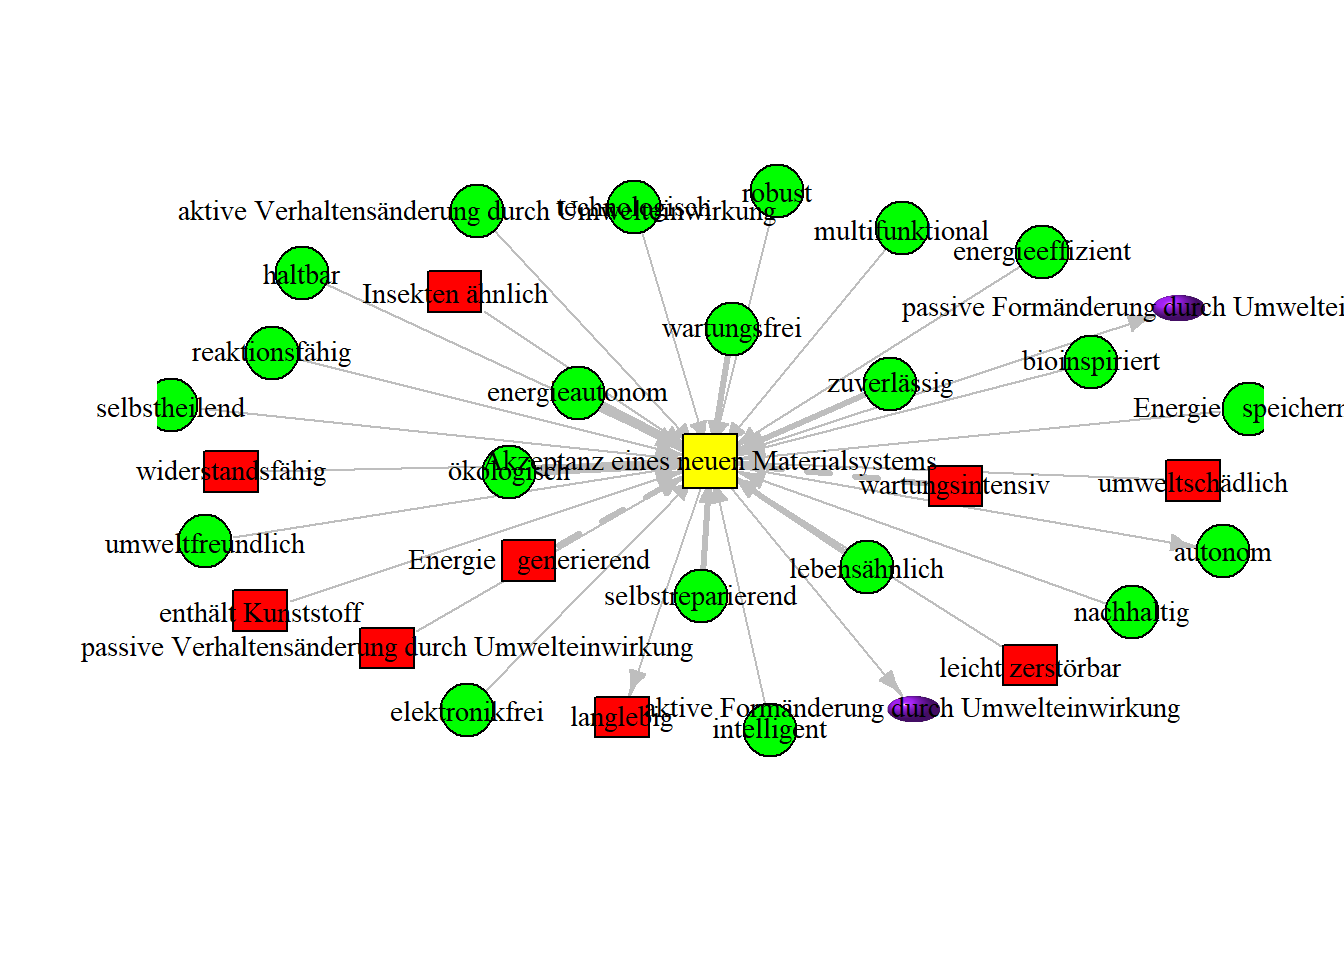 robust
technologisch
aktive Verhaltensänderung durch Umwelteinwirkung
multifunktional
energieeffizient
haltbar
Insekten ähnlich
passive Formänderung durch Umweltei
wartungsfrei
reaktionsfähig
bioinspiriert
energieautonom
zuverlässig
selbstheilend
Energie speichern
Akzeptanz eines neuen Materialsystems
widerstandsfähig
ökologisch
wartungsintensiv
umweltschädlich
umweltfreundlich
autonom
Energie generierend
lebensähnlich
selbstreparierend
enthält Kunststoff
nachhaltig
passive Verhaltensänderung durch Umwelteinwirkung
leicht zerstörbar
elektronikfrei
langlebig
aktive Formänderung durch Umwelteinwirkung
intelligent